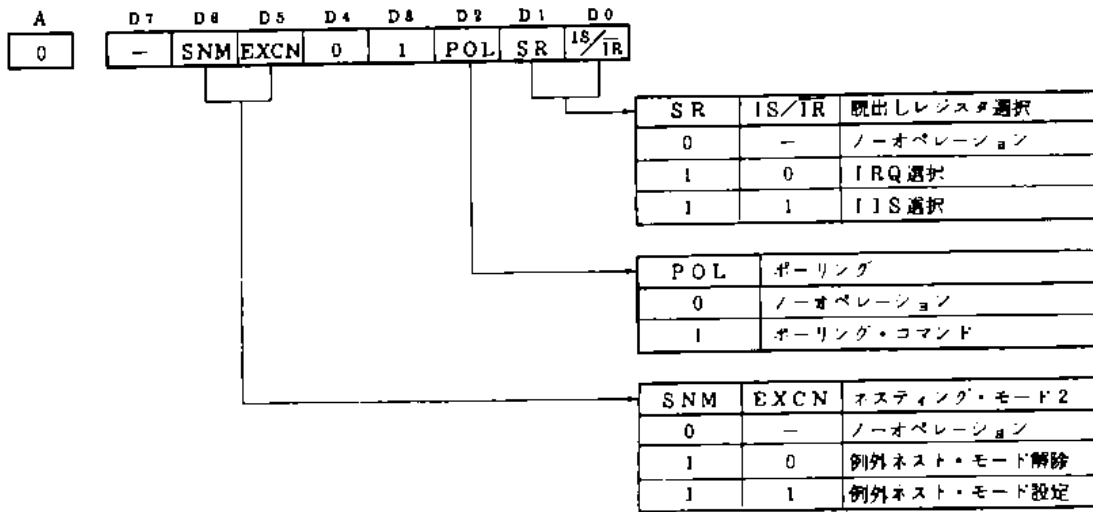 A D7 D6 D5 D4 D3 D2 D1 D0
0 － SNM EXCN 0 1 POL SR IS/IR
SR IS/IR 読出しレジスタ選択
0 － ノーオペレーション
1 0 IRQ選択
1 1 IIS選択
POL ポーリング
0 ノーオペレーション
1 ポーリング・コマンド
SNM EXCN ネスティング・モード2
0 － ノーオペレーション
1 0 例外ネスト・モード解除
1 1 例外ネスト・モード設定